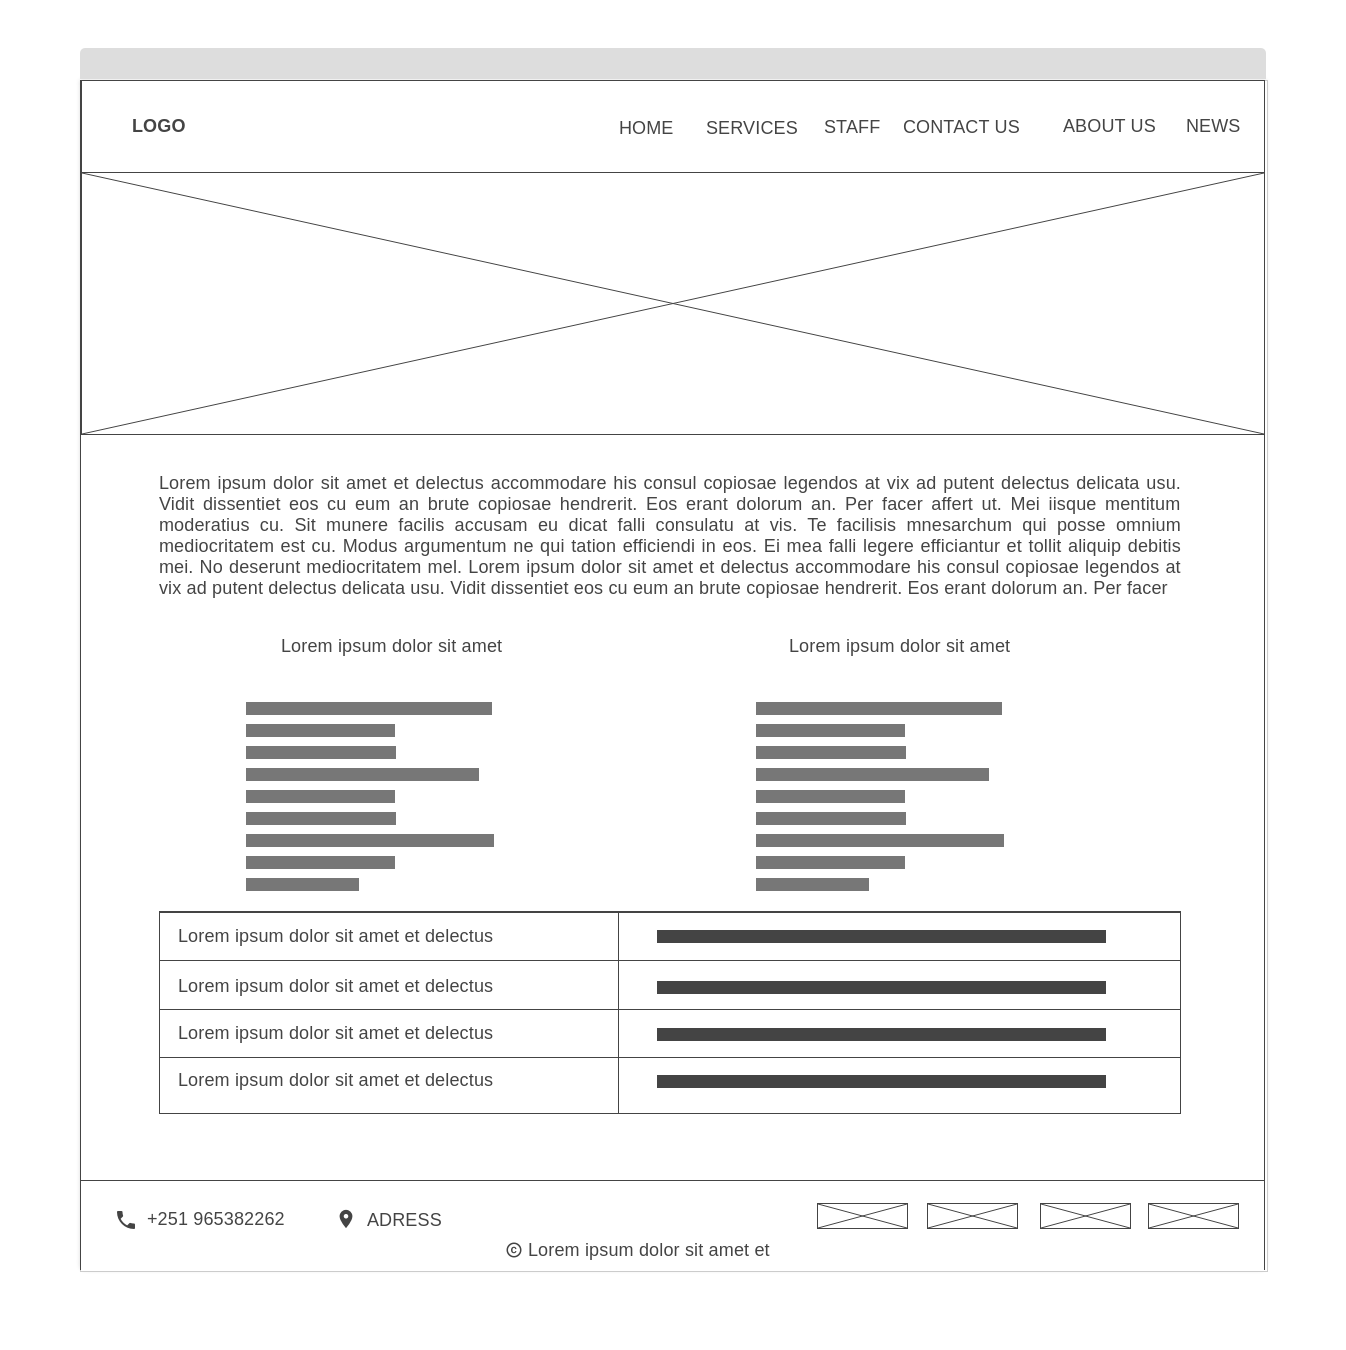 LOGO
HOME SERVICES STAFF CONTACT US ABOUT US NEWS
Lorem ipsum dolor sit amet et delectus accommodare his consul copiosae legendos at vix ad putent delectus delicata usu.
Vidit dissentiet eos cu eum an brute copiosae hendrerit. Eos erant dolorum an. Per facer affert ut. Mei iisque mentitum
moderatius cu. Sit munere facilis accusam eu dicat falli consulatu at vis. Te facilisis mnesarchum qui posse omnium
mediocritatem est cu. Modus argumentum ne qui tation efficiendi in eos. Ei mea falli legere efficiantur et tollit aliquip debitis
mei. No deserunt mediocritatem mel. Lorem ipsum dolor sit amet et delectus accommodare his consul copiosae legendos at
vix ad putent delectus delicata usu. Vidit dissentiet eos cu eum an brute copiosae hendrerit. Eos erant dolorum an. Per facer
Lorem ipsum dolor sit amet
Lorem ipsum dolor sit amet
Lorem ipsum dolor sit amet et delectus
Lorem ipsum dolor sit amet et delectus
Lorem ipsum dolor sit amet et delectus
Lorem ipsum dolor sit amet et delectus
+251 965382262
ADRESS
© Lorem ipsum dolor sit amet et